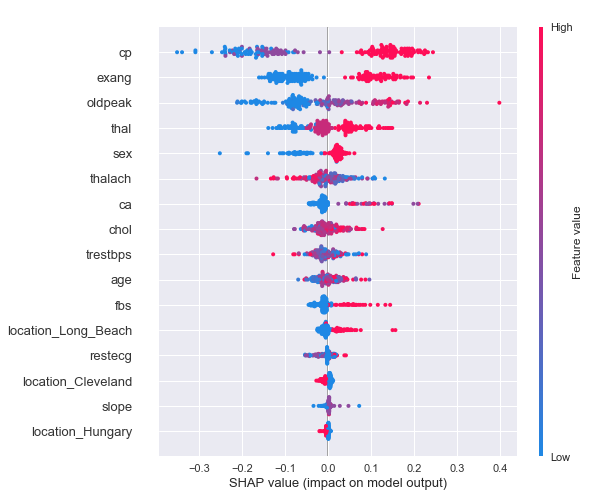 High
cp
exang
oldpeak
thal
sex
thalach
ca
chol
trestbps
age
fbs
location_Long_Beach
restecg
location_Cleveland
slope
location_Hungary
Feature value
Low
−0.3 −0.2 −0.1 0.0 0.1 0.2 0.3 0.4
SHAP value (impact on model output)